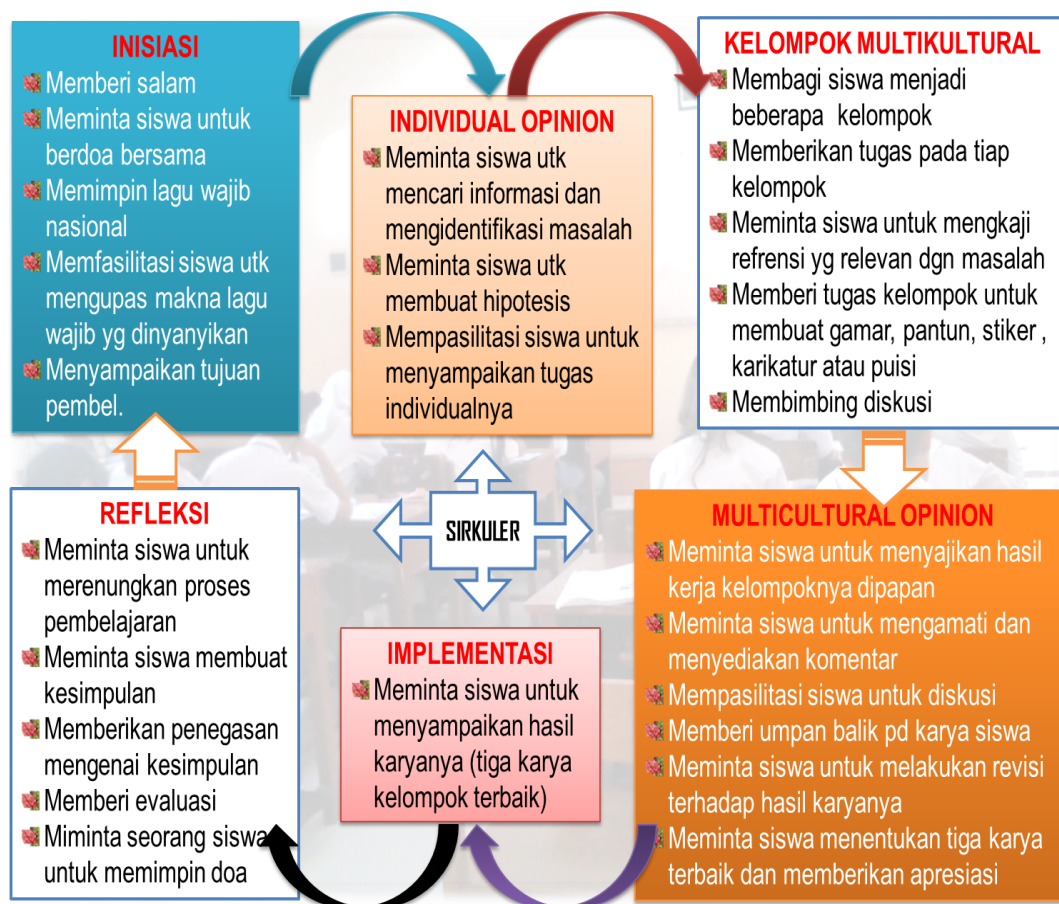 INISIASI
Memberi salam
Meminta siswa untuk
berdoa bersama
Memimpin lagu wajib
nasional
Memfasilitasi siswa utk
mengupas makna lagu
wajib yg dinyanyikan
Menyampaikan tujuan
pembel.
INDIVIDUAL OPINION
Meminta siswa utk
mencari informasi dan
mengidentifikasi masalah
Meminta siswa utk
membuat hipotesis
Mempasilitasi siswa untuk
menyampaikan tugas
individualnya
KELOMPOK MULTIKULTURAL
Membagi siswa menjadi
beberapa kelompok
Memberikan tugas pada tiap
kelompok
Meminta siswa untuk mengkaji
refrensi yg relevan dgn masalah
Memberi tugas kelompok untuk
membuat gamar, pantun, stiker ,
karikatur atau puisi
Membimbing diskusi
SIRKULER
MULTICULTURAL OPINION
Meminta siswa untuk menyajikan hasil
kerja kelompoknya dipapan
Meminta siswa untuk mengamati dan
menyediakan komentar
Mempasilitasi siswa untuk diskusi
Memberi umpan balik pd karya siswa
Meminta siswa untuk melakukan revisi
terhadap hasil karyanya
Meminta siswa menentukan tiga karya
terbaik dan memberikan apresiasi
IMPLEMENTASI
Meminta siswa untuk
menyampaikan hasil
karyanya (tiga karya
kelompok terbaik)
REFLEKSI
Meminta siswa untuk
merenungkan proses
pembelajaran
Meminta siswa membuat
kesimpulan
Memberikan penegasan
mengenai kesimpulan
Memberi evaluasi
Miminta seorang siswa
untuk memimpin doa